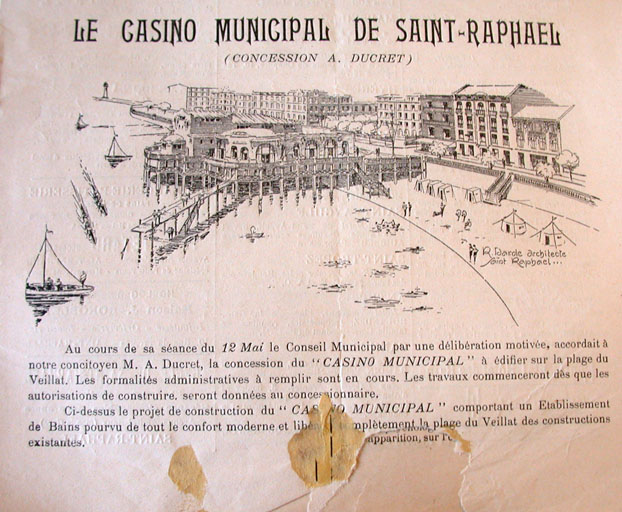 LE CASINO MUNICIPAL DE SAINT-RAPHAEL
(CONCESSION A. DUCRET)
R. Darde architecte
Saint Raphael...
Au cours de sa séance du 12 Mai le Conseil Municipal par une délibération motivée, accordait à
notre concitoyen M. A. Ducret, la concession du "CASINO MUNICIPAL" à édifier sur la plage du
Veillat. Les formalités administratives à remplir sont en cours. Les travaux commenceront dès que les
autorisations de construire. seront données au concessionnaire.
Ci-dessus le projet de construction du "CASINO MUNICIPAL" comportant un Etablissement
de Bains pourvu de tout le confort moderne et complètement la plage du Veillat des constructions
existantes. apparition, sur